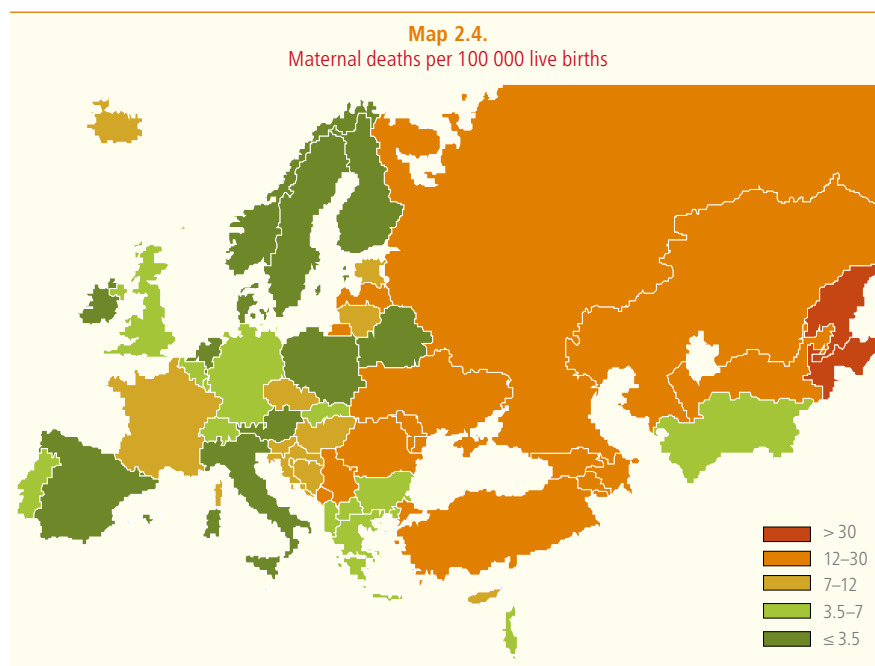 Map 2.4.
Maternal deaths per 100 000 live births
> 30
12–30
7–12
3.5–7
≤ 3.5